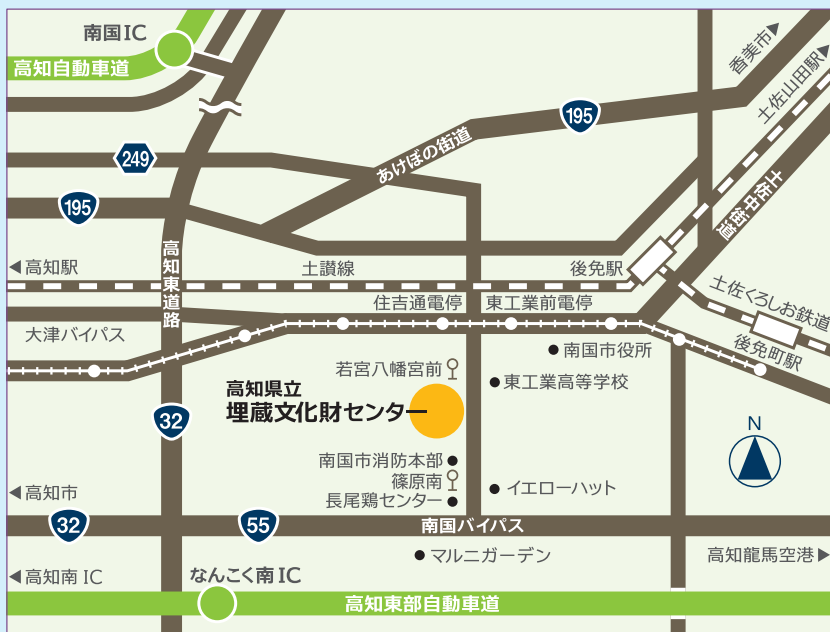 南国IC
高知自動車道
香美市▶
土佐山田駅▶
195
249
あけぼの街道
195
土佐中街道
高知東道路
◀高知駅
土讃線
後免駅
土佐くろしお鉄道
住吉通電停
東工業前電停
大津バイパス
後免町駅
南国市役所
若宮八幡宮前
東工業高等学校
高知県立
埋蔵文化財センター
32
N
南国市消防本部
篠原南
イエローハット
◀高知市
長尾鶏センター
32
55
南国バイパス
マルニガーデン
高知龍馬空港▶
◀高知南IC
なんこく南IC
高知東部自動車道